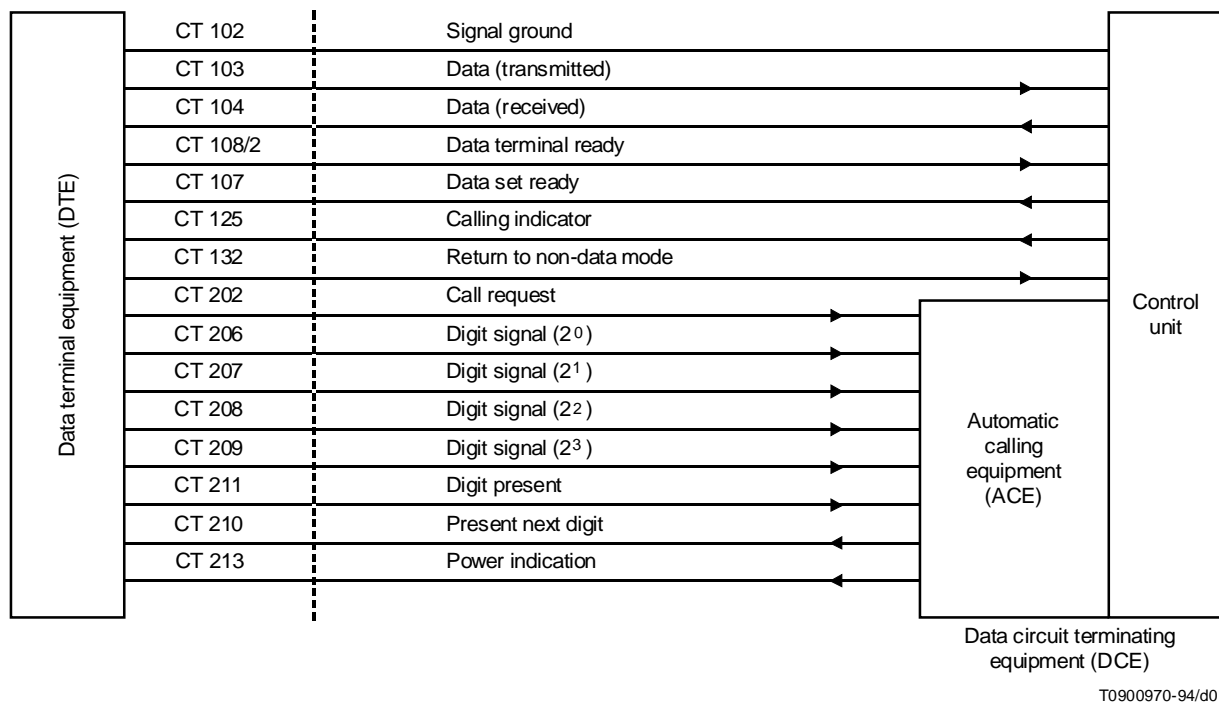 CT 102 Signal ground
CT 103 Data (transmitted)
CT 104 Data (received)
CT 108/2 Data terminal ready
CT 107 Data set ready
CT 125 Calling indicator
CT 132 Return to non-data mode
CT 202 Call request
CT 206 Digit signal (2⁰)
CT 207 Digit signal (2¹)
CT 208 Digit signal (2²)
CT 209 Digit signal (2³)
CT 211 Digit present
CT 210 Present next digit
CT 213 Power indication
Data terminal equipment (DTE)
Automatic
calling
equipment
(ACE)
Control
unit
Data circuit terminating
equipment (DCE)
T0900970-94/d0